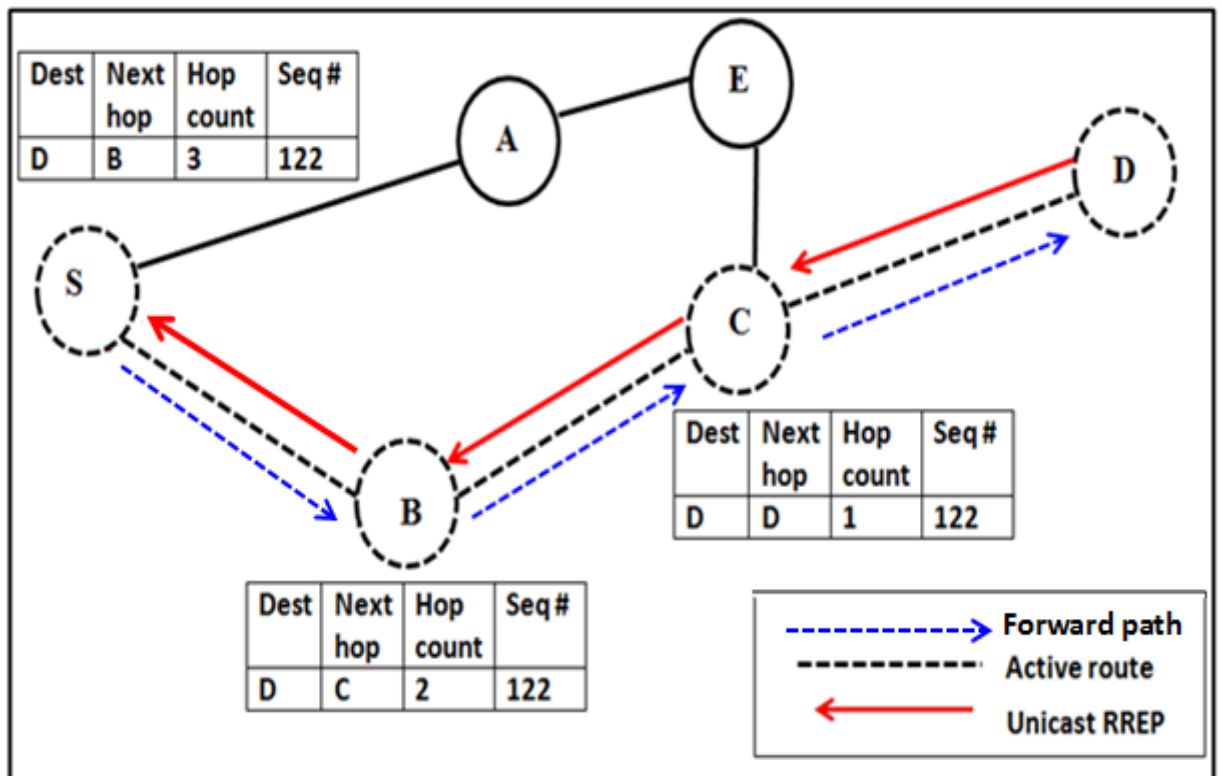 Dest Next hop Hop count Seq #
D B 3 122
A
E
D
S
C
B
Dest Next hop Hop count Seq #
D D 1 122
Dest Next hop Hop count Seq #
D C 2 122
Forward path
Active route
Unicast RREP